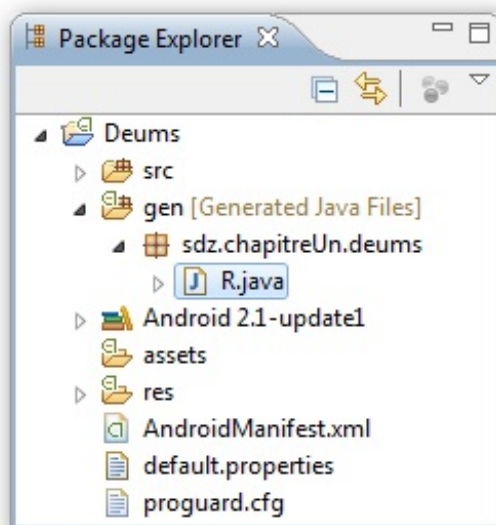 Package Explorer
Deums
src
gen [Generated Java Files]
sdz.chapitreUn.deums
R.java
Android 2.1-update1
assets
res
AndroidManifest.xml
default.properties
proguard.cfg